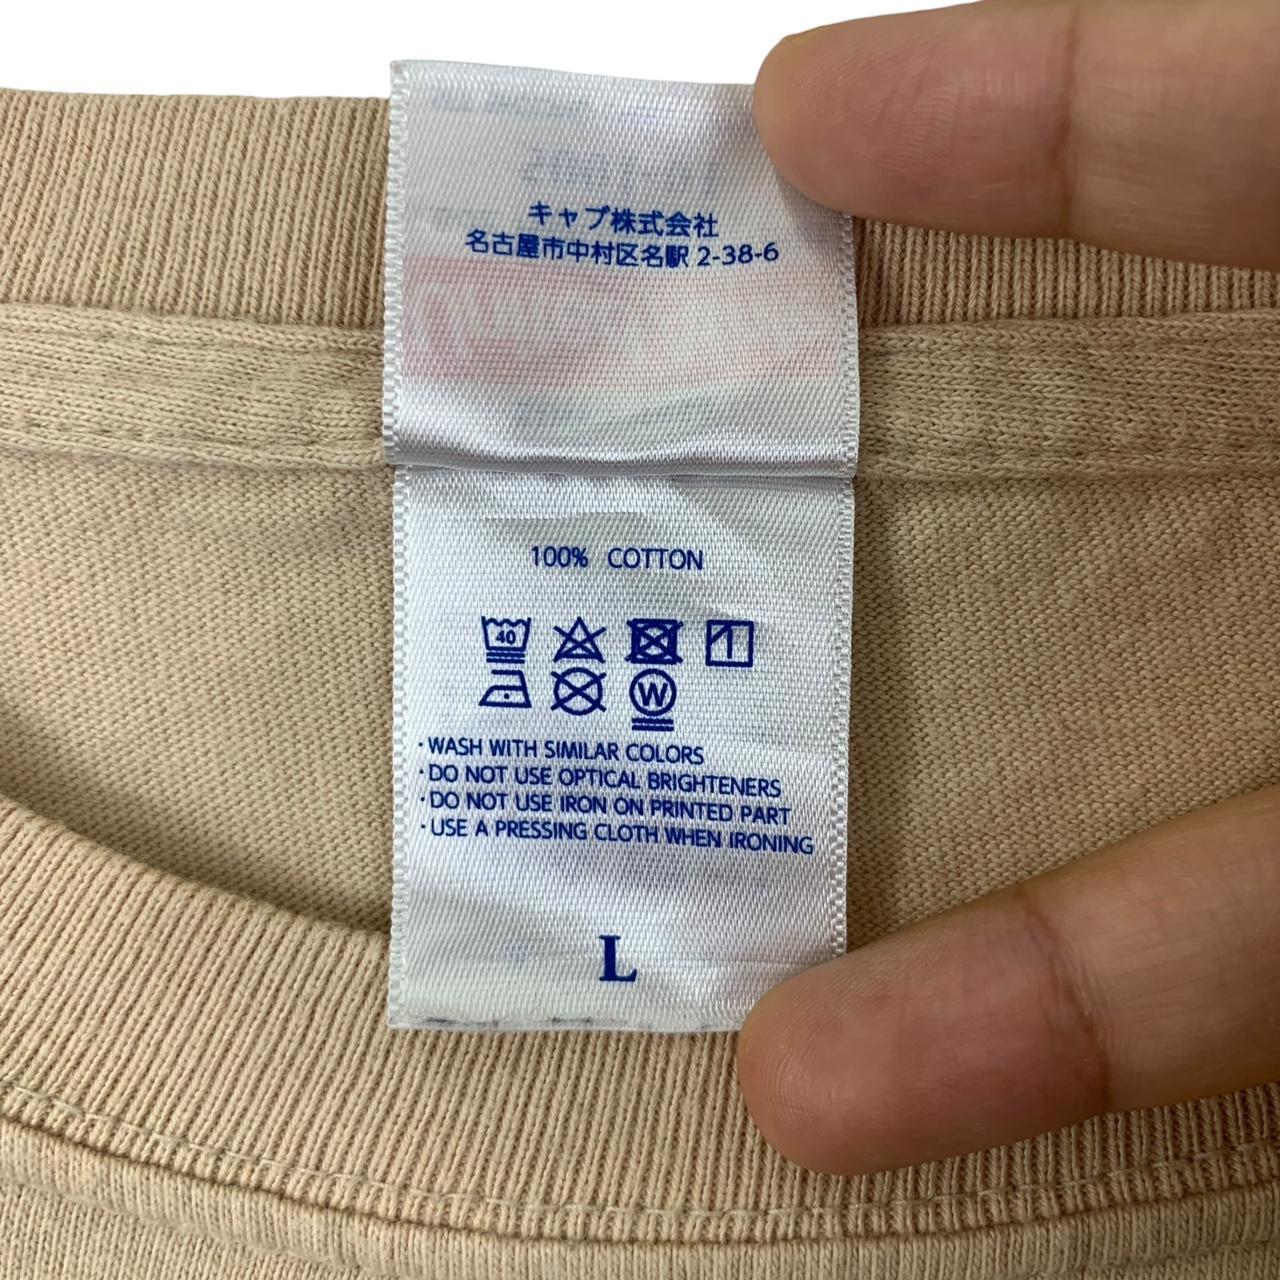 キャブ株式会社
名古屋市中村区名駅 2-38-6
100% COTTON
40
W
・WASH WITH SIMILAR COLORS
・DO NOT USE OPTICAL BRIGHTENERS
・DO NOT USE IRON ON PRINTED PART
・USE A PRESSING CLOTH WHEN IRONING
L